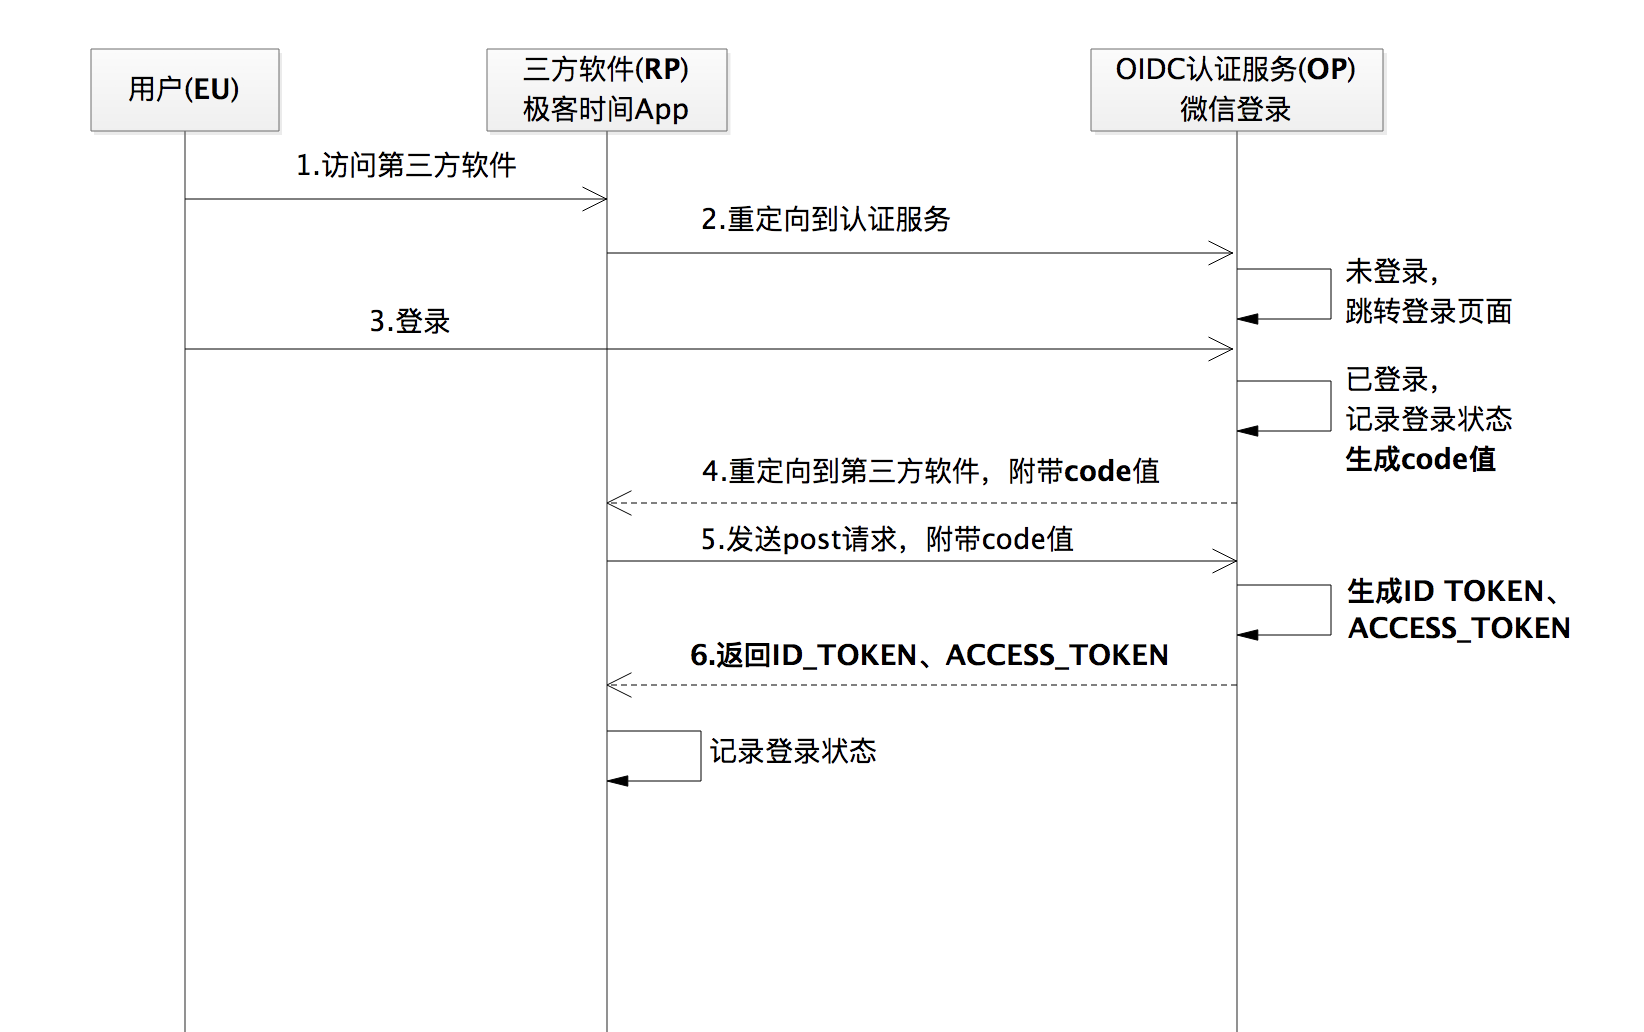 用户(EU)
三方软件(RP)
极客时间App
OIDC认证服务(OP)
微信登录
1.访问第三方软件
2.重定向到认证服务
未登录，
跳转登录页面
3.登录
已登录，
记录登录状态
生成code值
4.重定向到第三方软件，附带code值
5.发送post请求，附带code值
生成ID TOKEN、
ACCESS_TOKEN
6.返回ID_TOKEN、ACCESS_TOKEN
记录登录状态